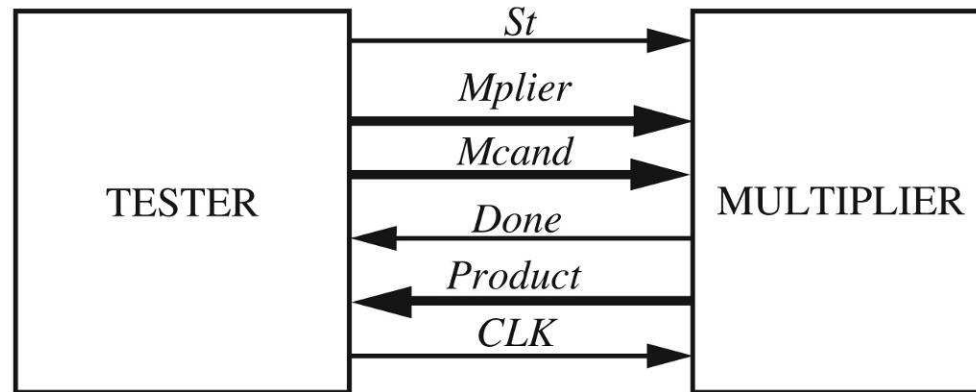 St
Mplier
Mcand
TESTER
MULTIPLIER
Done
Product
CLK